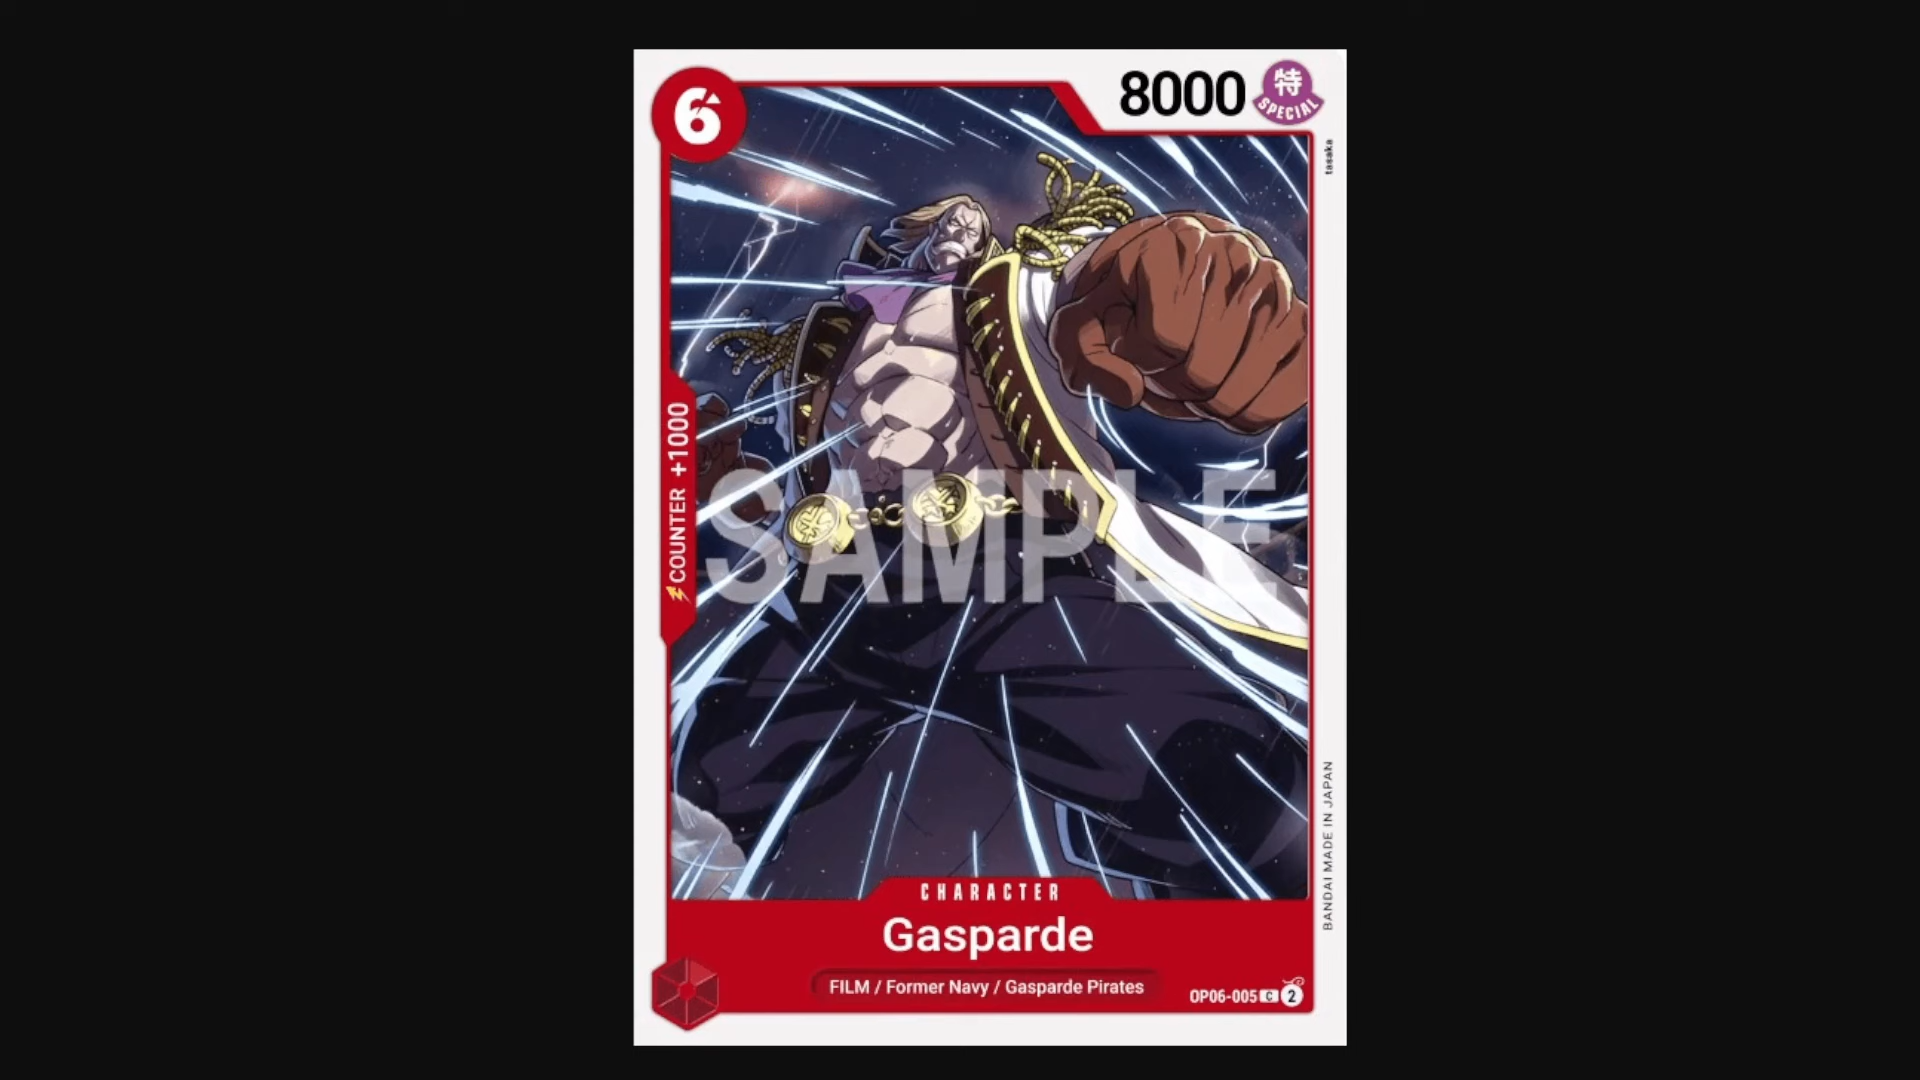 6
8000
特
SPECIAL
tasaka
COUNTER +1000
SAMPLE
CHARACTER
Gasparde
FILM / Former Navy / Gasparde Pirates
OP06-005 C 2
BANDAI MADE IN JAPAN